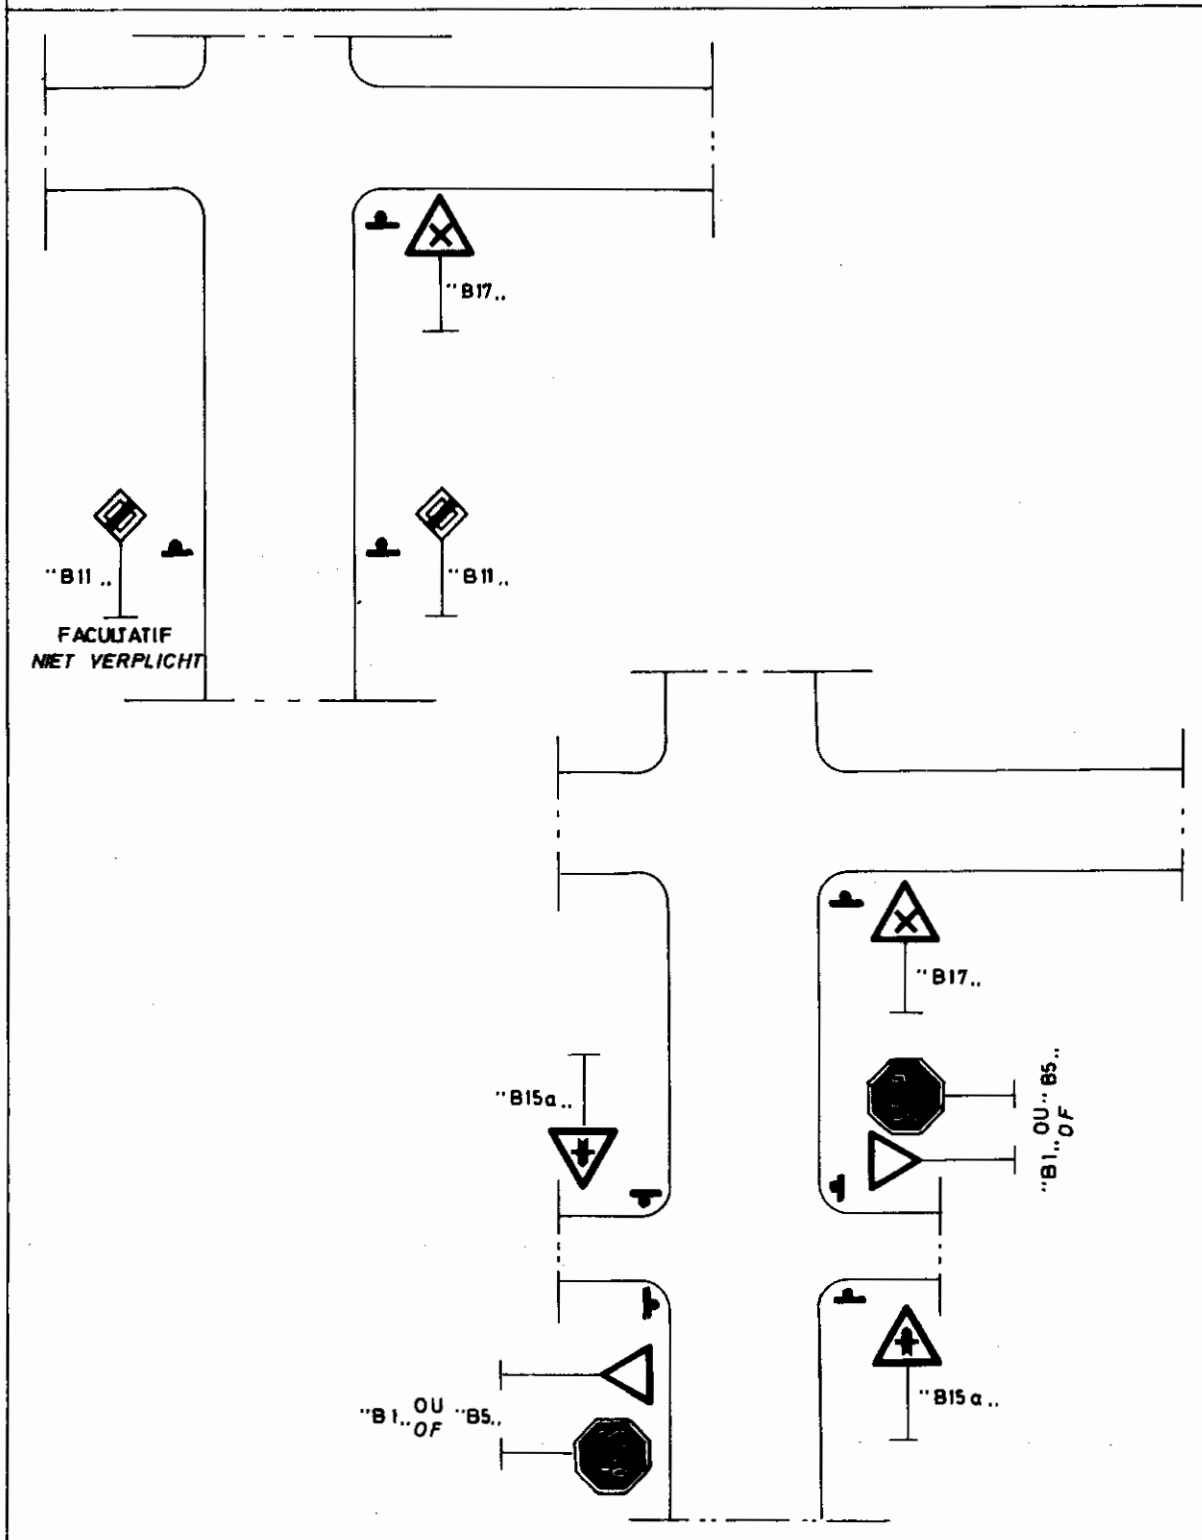 "B17"
"B11"
"B11"
FACULTATIF
NIET VERPLICHT
"B17"
"B15a"
"B1" OU "B5"
OF
"B1" OU "B5"
OF
"B15a"